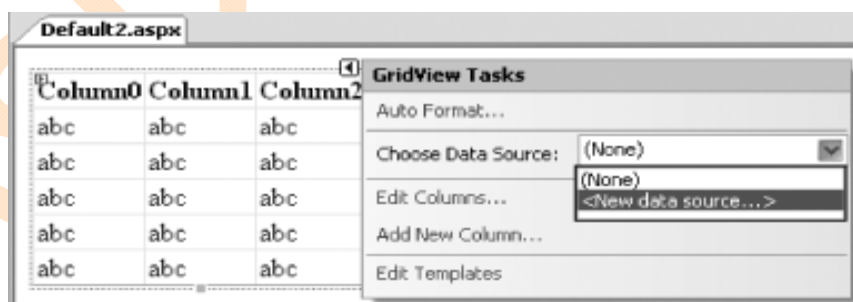 Default2.aspx
Column0 Column1 Column2
abc abc abc
abc abc abc
abc abc abc
abc abc abc
abc abc abc
GridView Tasks
Auto Format...
Choose Data Source: (None)
(None)
<New data source...>
Edit Columns...
Add New Column...
Edit Templates